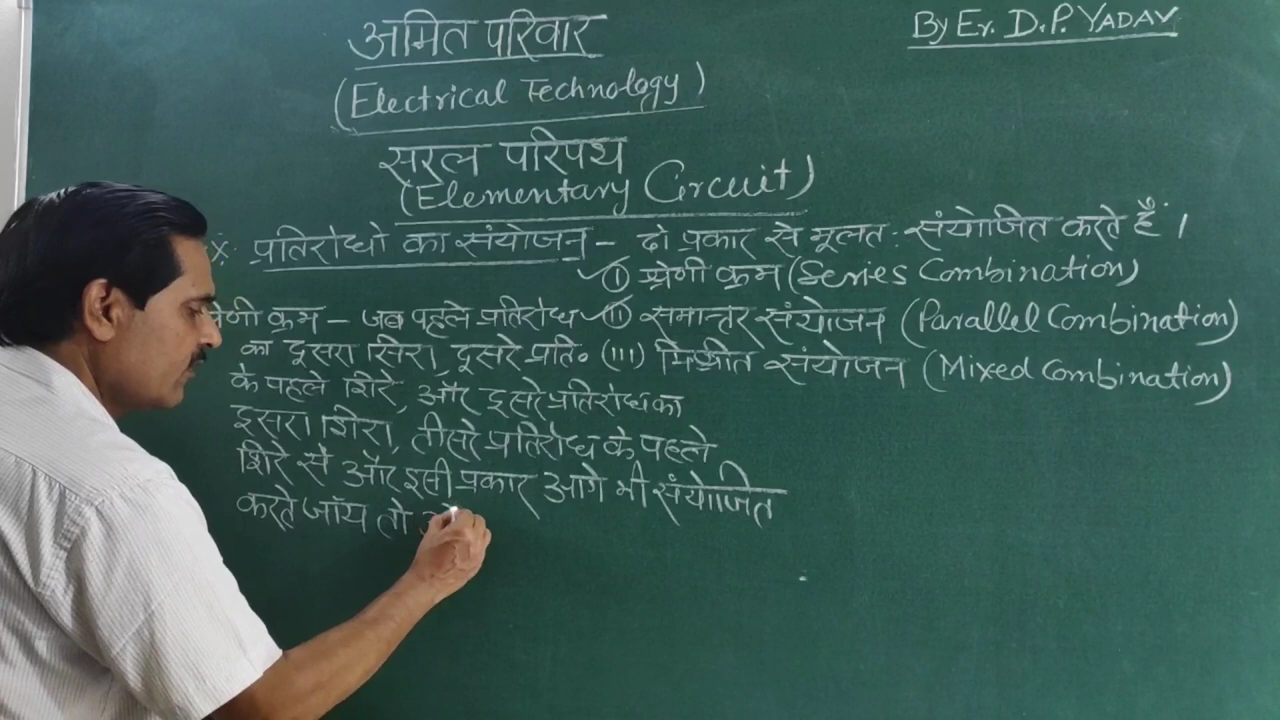 अमित परिवार
By Er. D.P. YADAV
(Electrical Technology)
सरल परिपथ
(Elementary Circuit)
प्रतिरोधो का संयोजन - दो प्रकार से मूलत: संयोजित करते हैं ।
(i) श्रेणी क्रम (Series Combination)
श्रेणी क्रम - जब पहले प्रतिरोध (ii) समान्तर संयोजन (Parallel Combination)
का दूसरा सिरा, दूसरे प्रति० (iii) मिश्रीत संयोजन (Mixed Combination)
के पहले शिरे, और दूसरे प्रतिरोध का
दूसरा शिरा, तीसरे प्रतिरोध के पहले
शिरे से और इसी प्रकार आगे भी संयोजित
करते जॉय तो